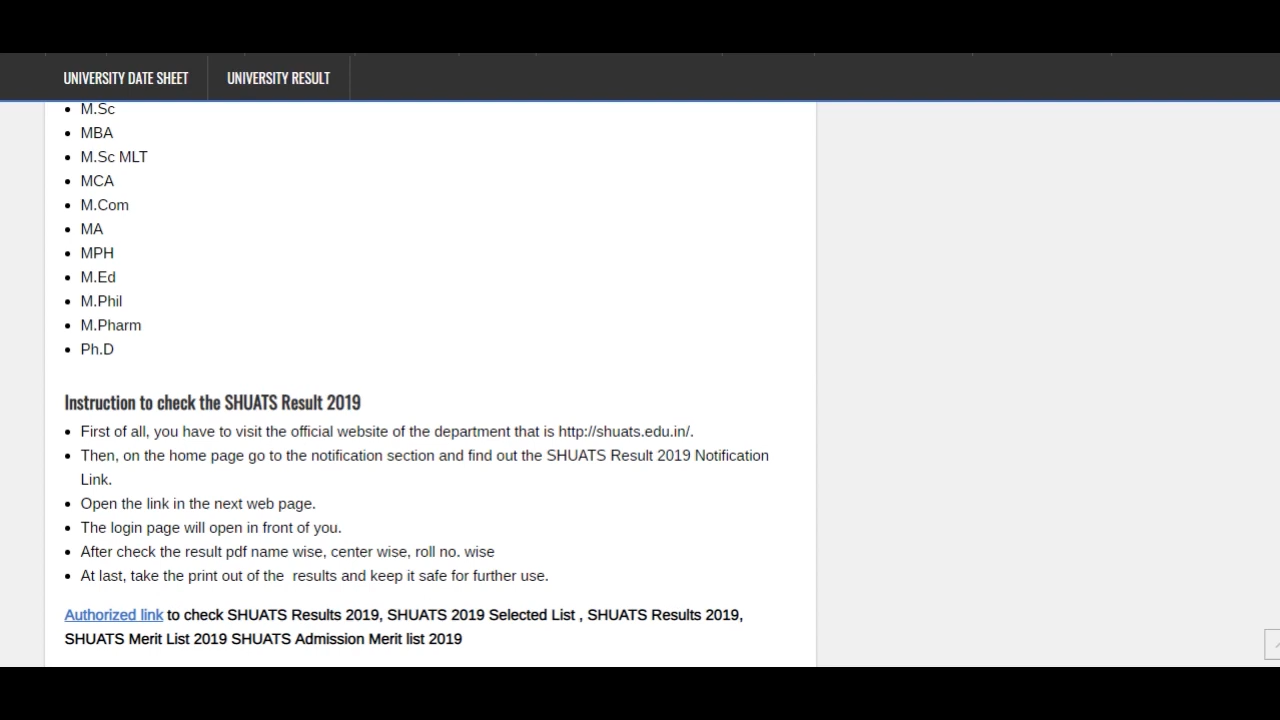 UNIVERSITY DATE SHEET
UNIVERSITY RESULT
M.Sc
MBA
M.Sc MLT
MCA
M.Com
MA
MPH
M.Ed
M.Phil
M.Pharm
Ph.D
Instruction to check the SHUATS Result 2019
First of all, you have to visit the official website of the department that is http://shuats.edu.in/.
Then, on the home page go to the notification section and find out the SHUATS Result 2019 Notification
Link.
Open the link in the next web page.
The login page will open in front of you.
After check the result pdf name wise, center wise, roll no. wise
At last, take the print out of the  results and keep it safe for further use.
Authorized link to check SHUATS Results 2019, SHUATS 2019 Selected List , SHUATS Results 2019,
SHUATS Merit List 2019 SHUATS Admission Merit list 2019